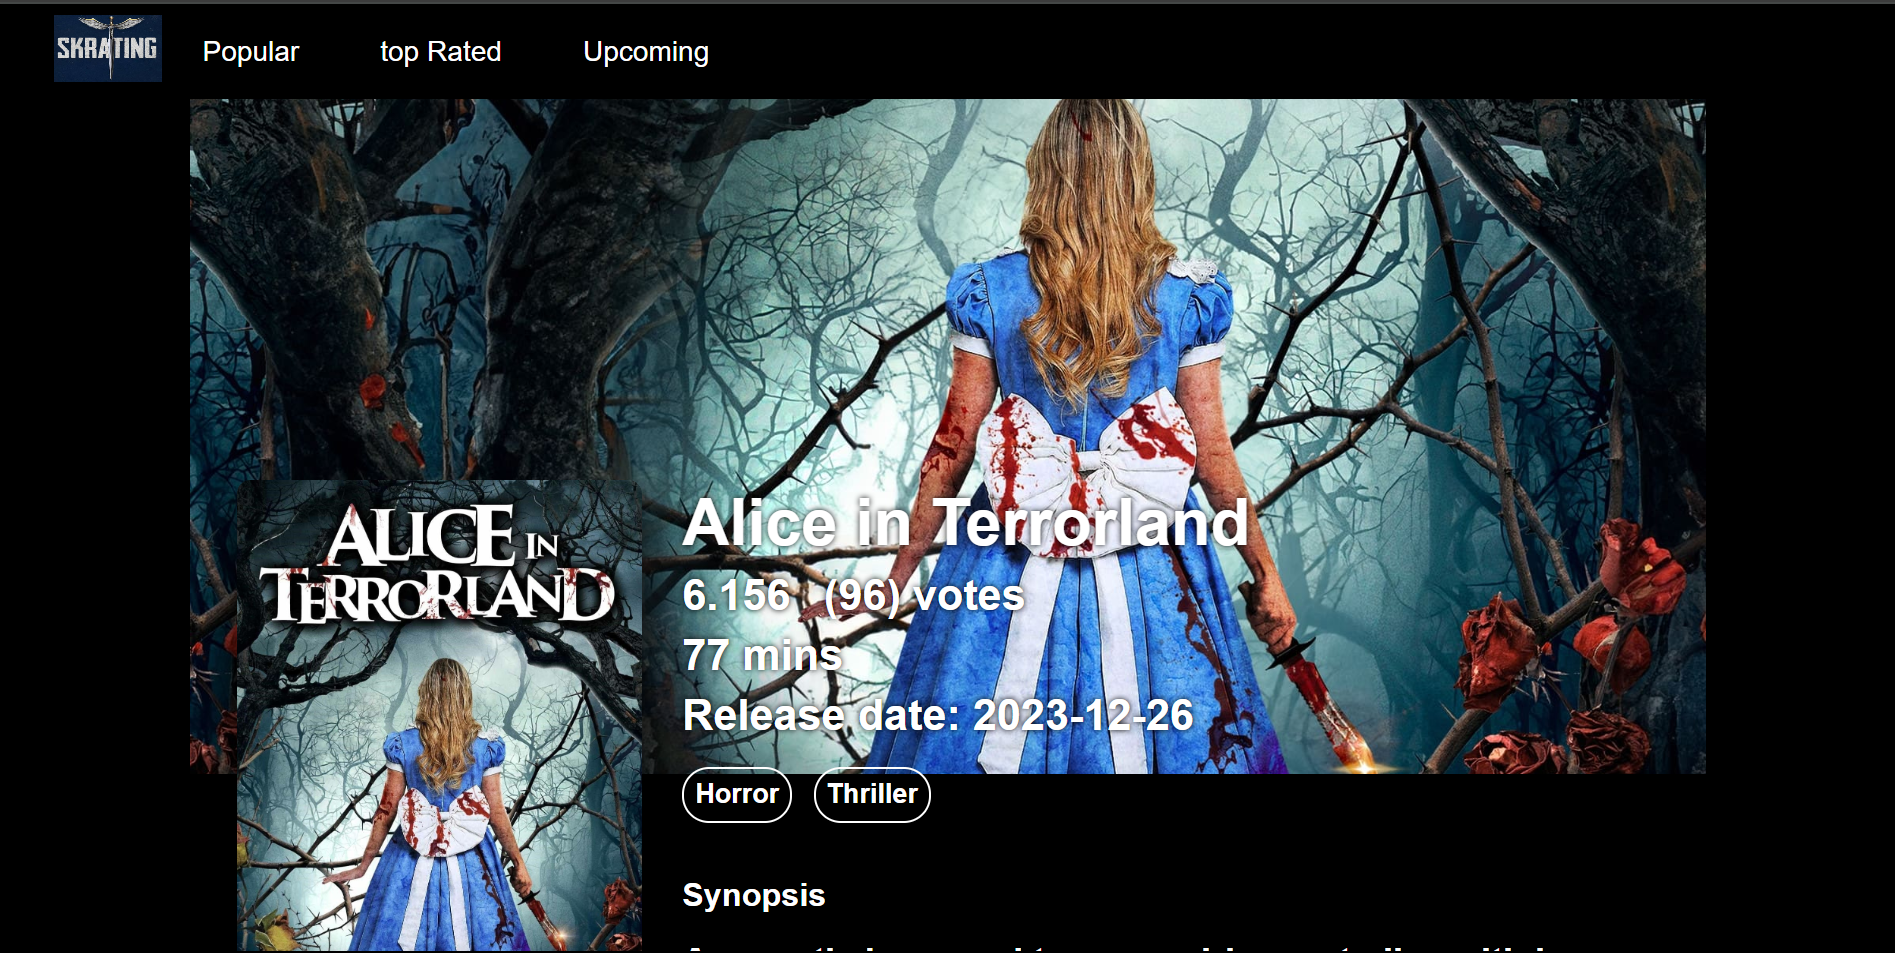 SKRATING
Popular
top Rated
Upcoming
ALICE IN
TERRORLAND
Alice in Terrorland
6.156 (96) votes
77 mins
Release date: 2023-12-26
Horror
Thriller
Synopsis